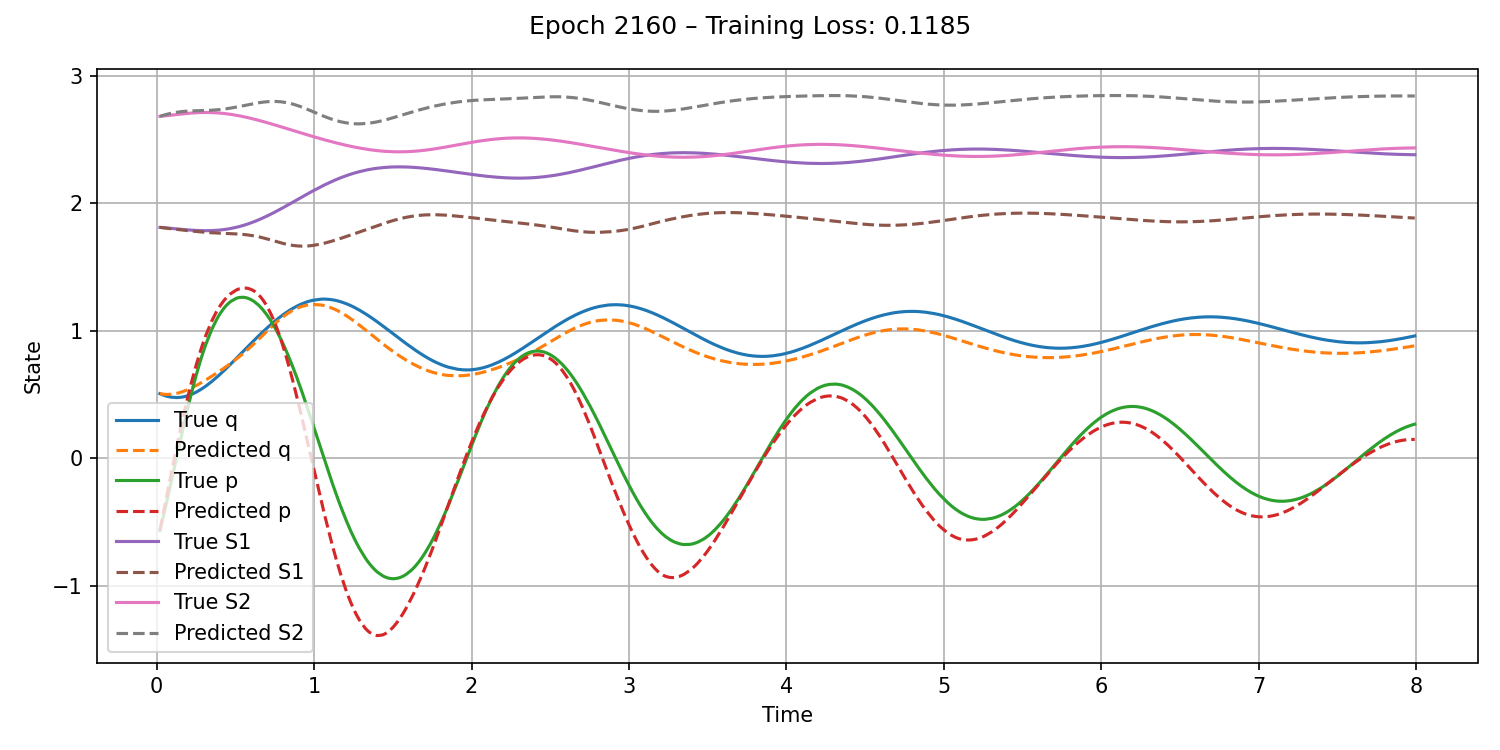 Epoch 2160 – Training Loss: 0.1185
3
2
1
0
−1
State
True q
Predicted q
True p
Predicted p
True S1
Predicted S1
True S2
Predicted S2
0 1 2 3 4 5 6 7 8
Time